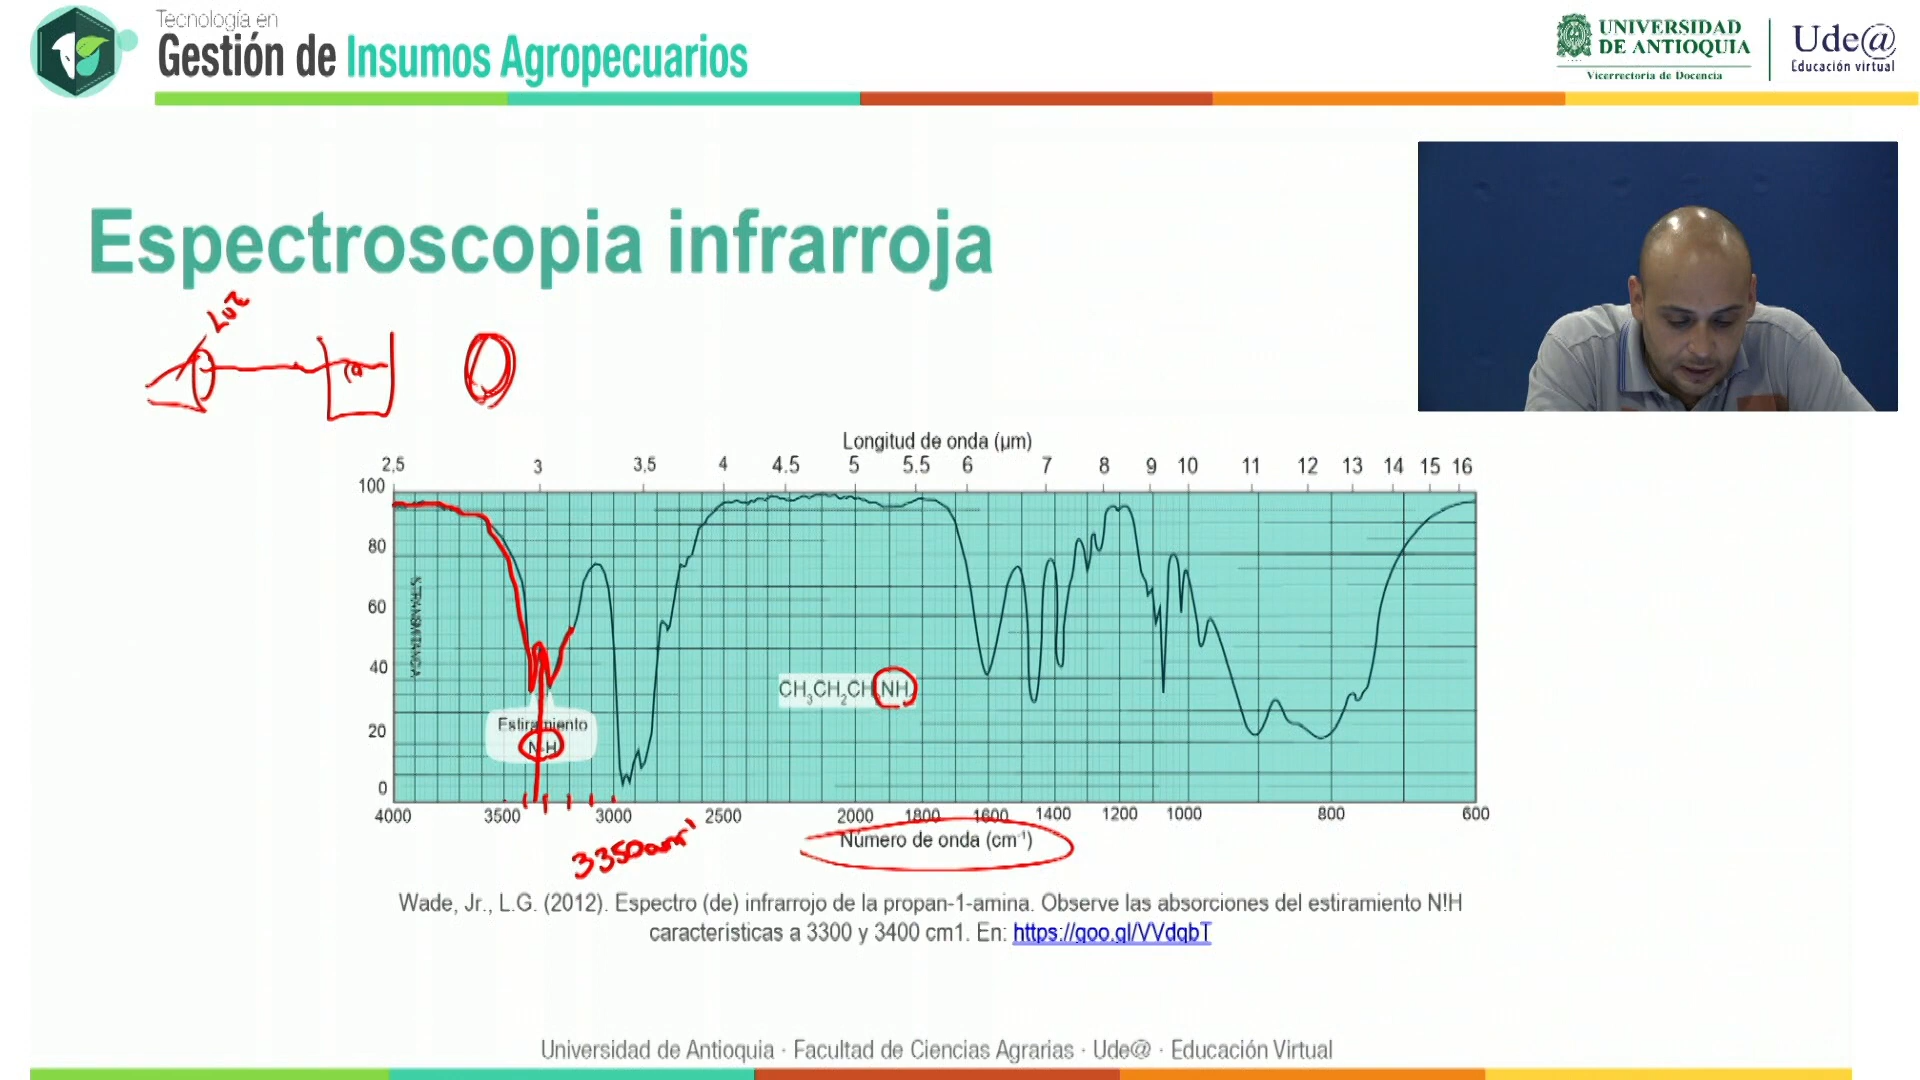 Tecnología en
Gestión de Insumos Agropecuarios
UNIVERSIDAD
DE ANTIOQUIA
Vicerrectoría de Docencia
Ude@
Educación virtual
Espectroscopia infrarroja
Luz
Longitud de onda (µm)
2,5 3 3,5 4 4.5 5 5.5 6 7 8 9 10 11 12 13 14 15 16
100
80
60
40
20
0
%TRANSMITANCIA
CH3CH2CH2NH2
Estiramiento
N-H
4000 3500 3000 2500 2000 1800 1600 1400 1200 1000 800 600
Número de onda (cm-1)
3350cm-1
Wade, Jr., L.G. (2012). Espectro (de) infrarrojo de la propan-1-amina. Observe las absorciones del estiramiento N!H
características a 3300 y 3400 cm1. En: https://goo.gl/VVdqbT
Universidad de Antioquia · Facultad de Ciencias Agrarias · Ude@ · Educación Virtual